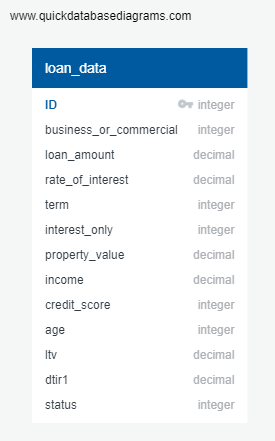 www.quickdatabasediagrams.com
loan_data
ID integer
business_or_commercial integer
loan_amount decimal
rate_of_interest decimal
term integer
interest_only integer
property_value decimal
income decimal
credit_score integer
age integer
ltv decimal
dtir1 decimal
status integer